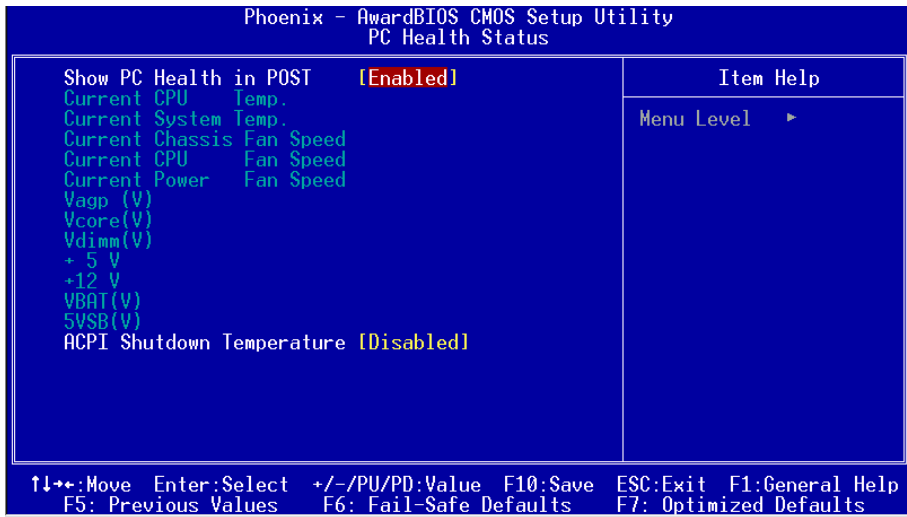 Phoenix - AwardBIOS CMOS Setup Utility
PC Health Status
Show PC Health in POST [Enabled]
Current CPU Temp.
Current System Temp.
Current Chassis Fan Speed
Current CPU Fan Speed
Current Power Fan Speed
Vagp (V)
Vcore(V)
Vdimm(V)
+ 5 V
+12 V
VBAT(V)
5VSB(V)
ACPI Shutdown Temperature [Disabled]
Item Help
Menu Level ►
↑↓→←:Move Enter:Select +/-/PU/PD:Value F10:Save ESC:Exit F1:General Help
F5: Previous Values F6: Fail-Safe Defaults F7: Optimized Defaults